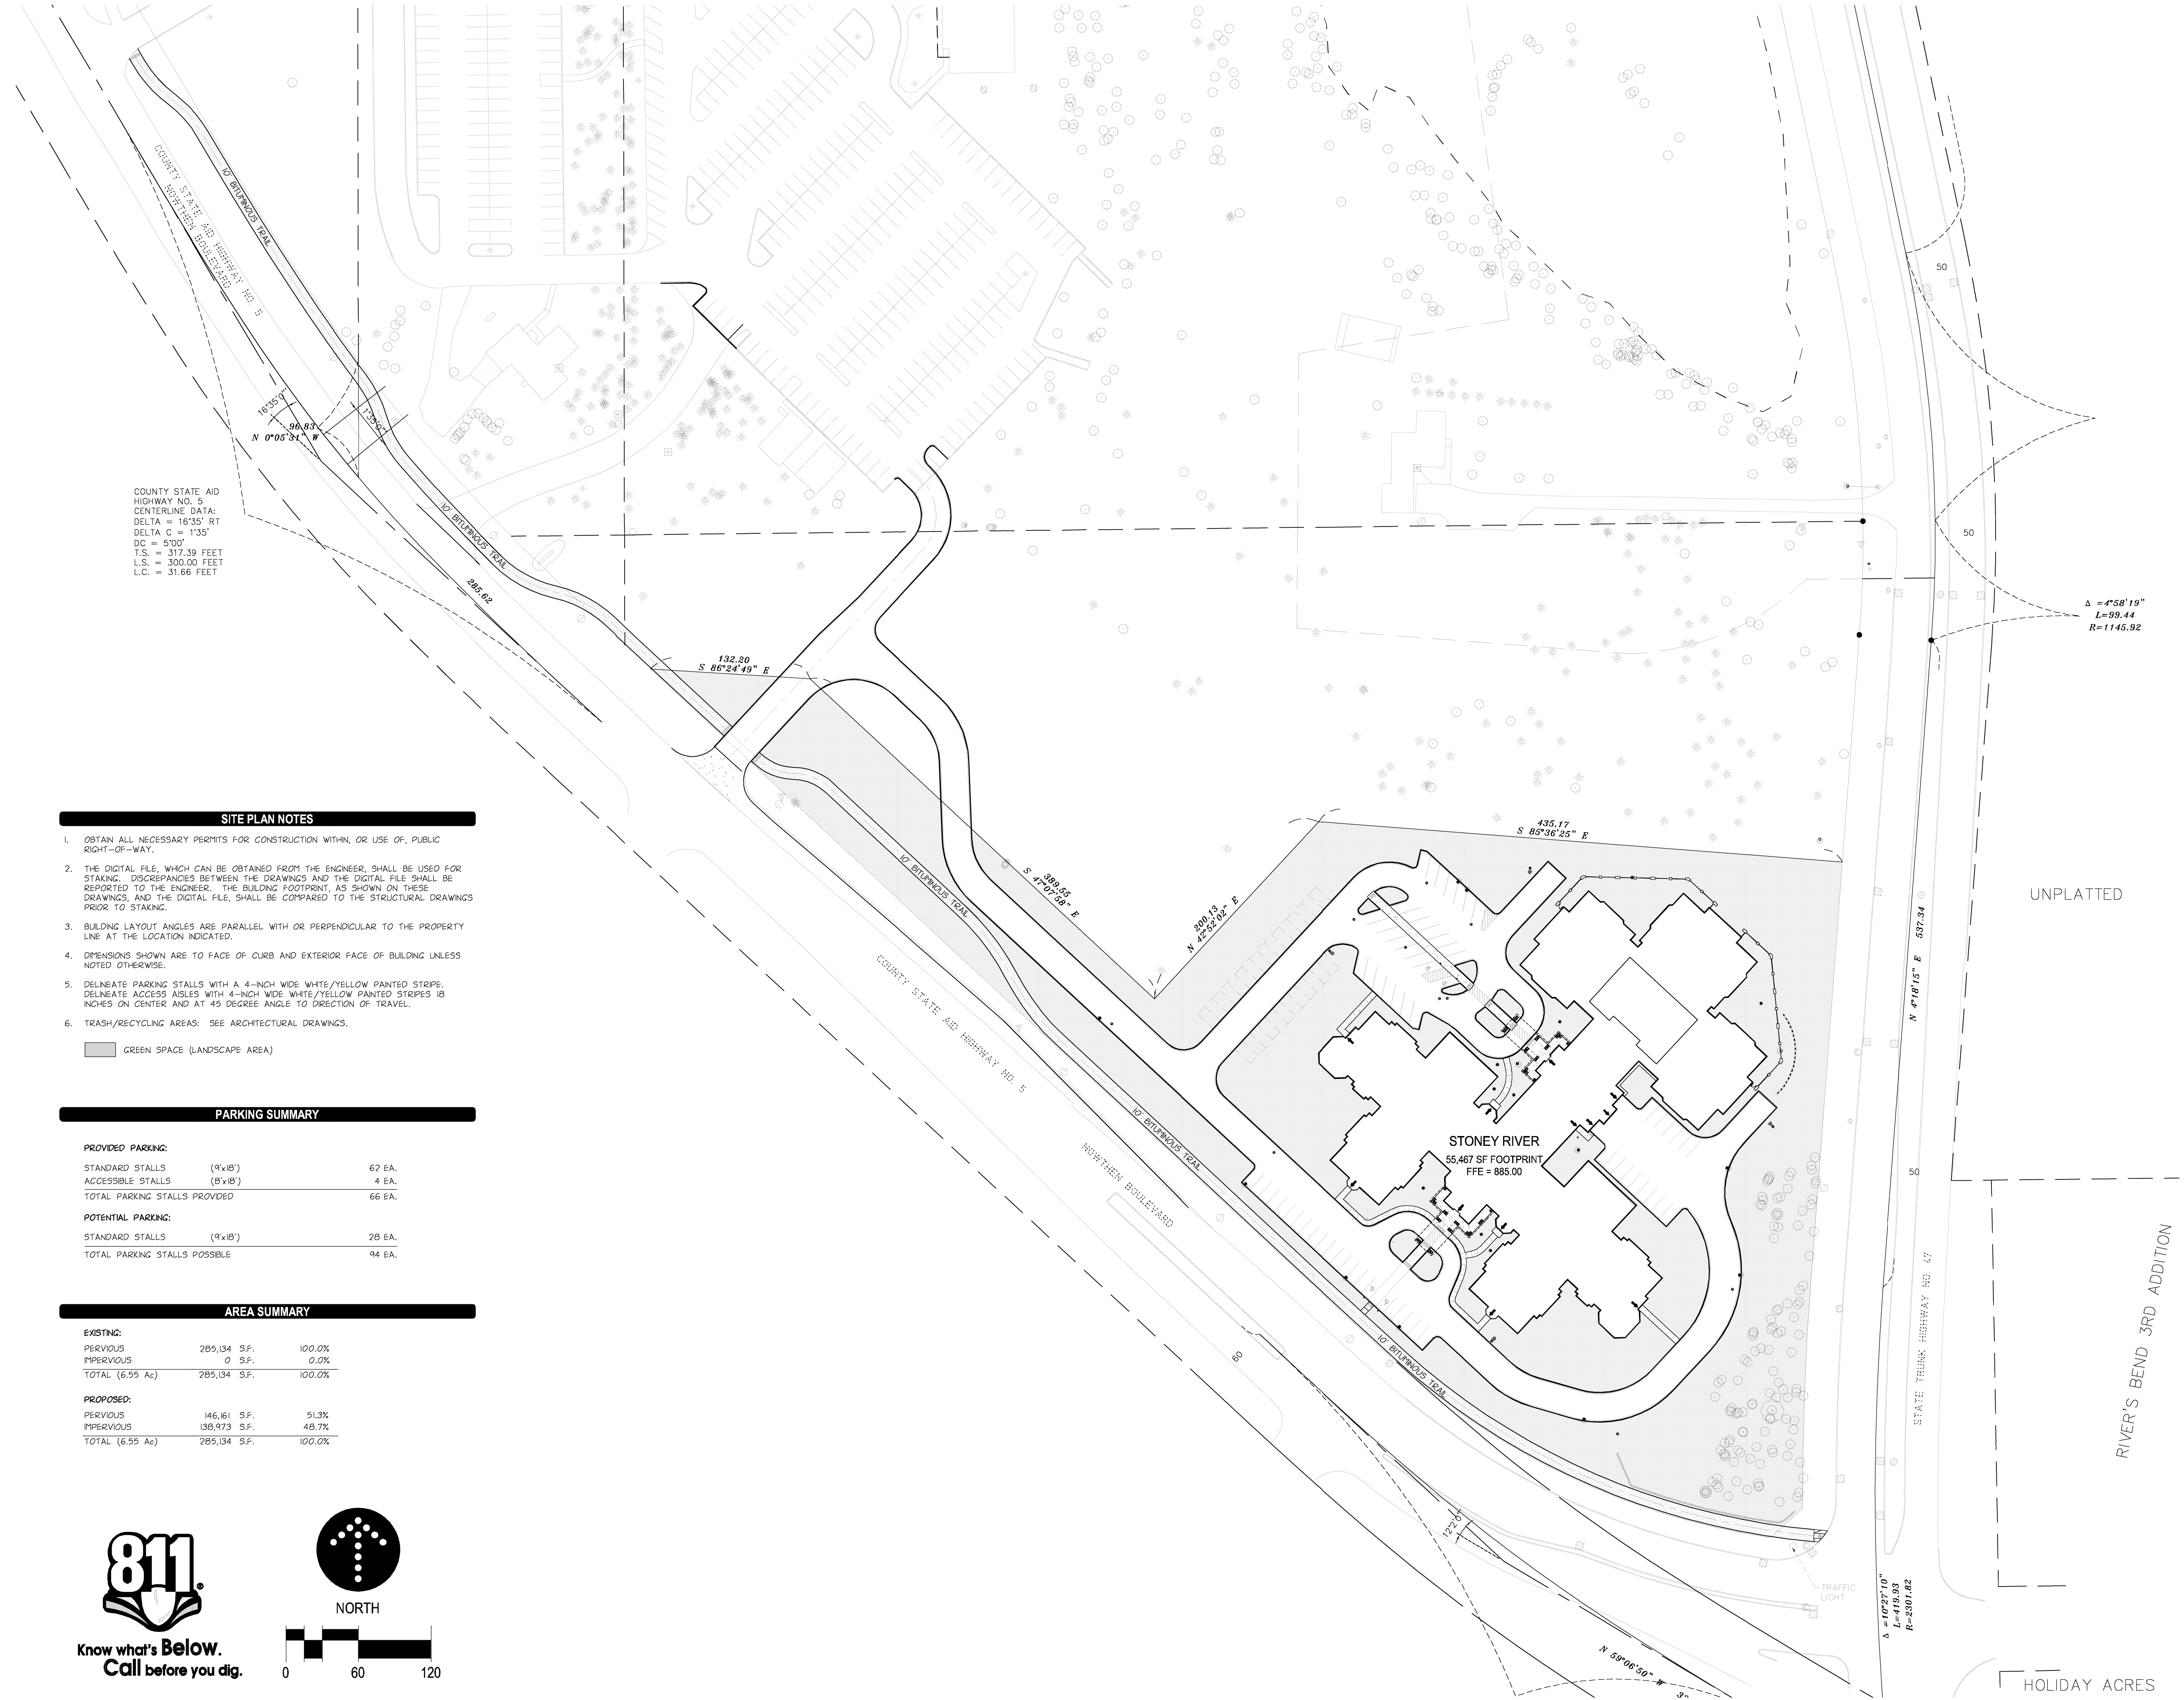 COUNTY STATE AID HIGHWAY NO. 5
NOWTHEN BOULEVARD
10' BITUMINOUS TRAIL
16°35'0"
96.83
N 0°05'31" W
1°35'0"
COUNTY STATE AID
HIGHWAY NO. 5
CENTERLINE DATA:
DELTA = 16°35' RT
DELTA C = 1°35'
DC = 5°00'
T.S. = 317.39 FEET
L.S. = 300.00 FEET
L.C. = 31.66 FEET
10' BITUMINOUS TRAIL
285.62
132.20
S 86°24'49" E
50
50
Δ =4°58'19"
L=99.44
R=1145.92
SITE PLAN NOTES
1. OBTAIN ALL NECESSARY PERMITS FOR CONSTRUCTION WITHIN, OR USE OF, PUBLIC
RIGHT-OF-WAY.
2. THE DIGITAL FILE, WHICH CAN BE OBTAINED FROM THE ENGINEER, SHALL BE USED FOR
STAKING. DISCREPANCIES BETWEEN THE DRAWINGS AND THE DIGITAL FILE SHALL BE
REPORTED TO THE ENGINEER. THE BUILDING FOOTPRINT, AS SHOWN ON THESE
DRAWINGS, AND THE DIGITAL FILE, SHALL BE COMPARED TO THE STRUCTURAL DRAWINGS
PRIOR TO STAKING.
3. BUILDING LAYOUT ANGLES ARE PARALLEL WITH OR PERPENDICULAR TO THE PROPERTY
LINE AT THE LOCATION INDICATED.
4. DIMENSIONS SHOWN ARE TO FACE OF CURB AND EXTERIOR FACE OF BUILDING UNLESS
NOTED OTHERWISE.
5. DELINEATE PARKING STALLS WITH A 4-INCH WIDE WHITE/YELLOW PAINTED STRIPE.
DELINEATE ACCESS AISLES WITH 4-INCH WIDE WHITE/YELLOW PAINTED STRIPES 18
INCHES ON CENTER AND AT 45 DEGREE ANGLE TO DIRECTION OF TRAVEL.
6. TRASH/RECYCLING AREAS: SEE ARCHITECTURAL DRAWINGS.
GREEN SPACE (LANDSCAPE AREA)
PARKING SUMMARY
PROVIDED PARKING:
STANDARD STALLS (9'x18') 62 EA.
ACCESSIBLE STALLS (8'x18') 4 EA.
TOTAL PARKING STALLS PROVIDED 66 EA.
POTENTIAL PARKING:
STANDARD STALLS (9'x18') 28 EA.
TOTAL PARKING STALLS POSSIBLE 94 EA.
AREA SUMMARY
EXISTING:
PERVIOUS 285,134 S.F. 100.0%
IMPERVIOUS 0 S.F. 0.0%
TOTAL (6.55 Ac) 285,134 S.F. 100.0%
PROPOSED:
PERVIOUS 146,161 S.F. 51.3%
IMPERVIOUS 138,973 S.F. 48.7%
TOTAL (6.55 Ac) 285,134 S.F. 100.0%
10' BITUMINOUS TRAIL
389.55
S 47°07'58" E
200.13
N 42°52'02" E
435.17
S 85°36'25" E
UNPLATTED
N 4°18'15" E 537.34
COUNTY STATE AID HIGHWAY NO. 5
NOWTHEN BOULEVARD
10' BITUMINOUS TRAIL
STONEY RIVER
55,467 SF FOOTPRINT
FFE = 885.00
50
60
10' BITUMINOUS TRAIL
STATE TRUNK HIGHWAY NO. 47
RIVER'S BEND 3RD ADDITION
TRAFFIC
LIGHT
Δ =10°27'10"
L=419.93
R=2301.82
N 59°06'50" W
HOLIDAY ACRES
811®
Know what's Below.
Call before you dig.
NORTH
0 60 120